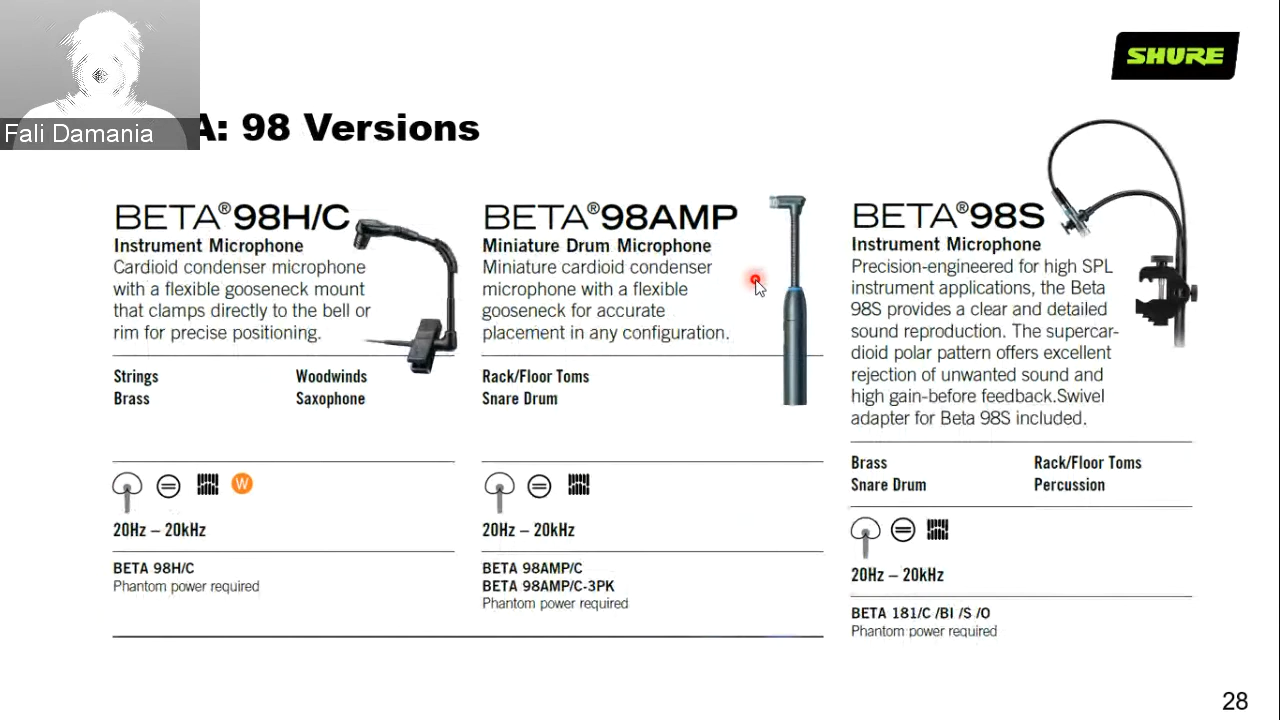 SHURE
Fali Damania
A: 98 Versions
BETA®98H/C
Instrument Microphone
Cardioid condenser microphone
with a flexible gooseneck mount
that clamps directly to the bell or
rim for precise positioning.
Strings Woodwinds
Brass Saxophone
W
20Hz – 20kHz
BETA 98H/C
Phantom power required
BETA®98AMP
Miniature Drum Microphone
Miniature cardioid condenser
microphone with a flexible
gooseneck for accurate
placement in any configuration.
Rack/Floor Toms
Snare Drum
20Hz – 20kHz
BETA 98AMP/C
BETA 98AMP/C-3PK
Phantom power required
BETA®98S
Instrument Microphone
Precision-engineered for high SPL
instrument applications, the Beta
98S provides a clear and detailed
sound reproduction. The supercar-
dioid polar pattern offers excellent
rejection of unwanted sound and
high gain-before feedback.Swivel
adapter for Beta 98S included.
Brass Rack/Floor Toms
Snare Drum Percussion
20Hz – 20kHz
BETA 181/C /BI /S /O
Phantom power required
28